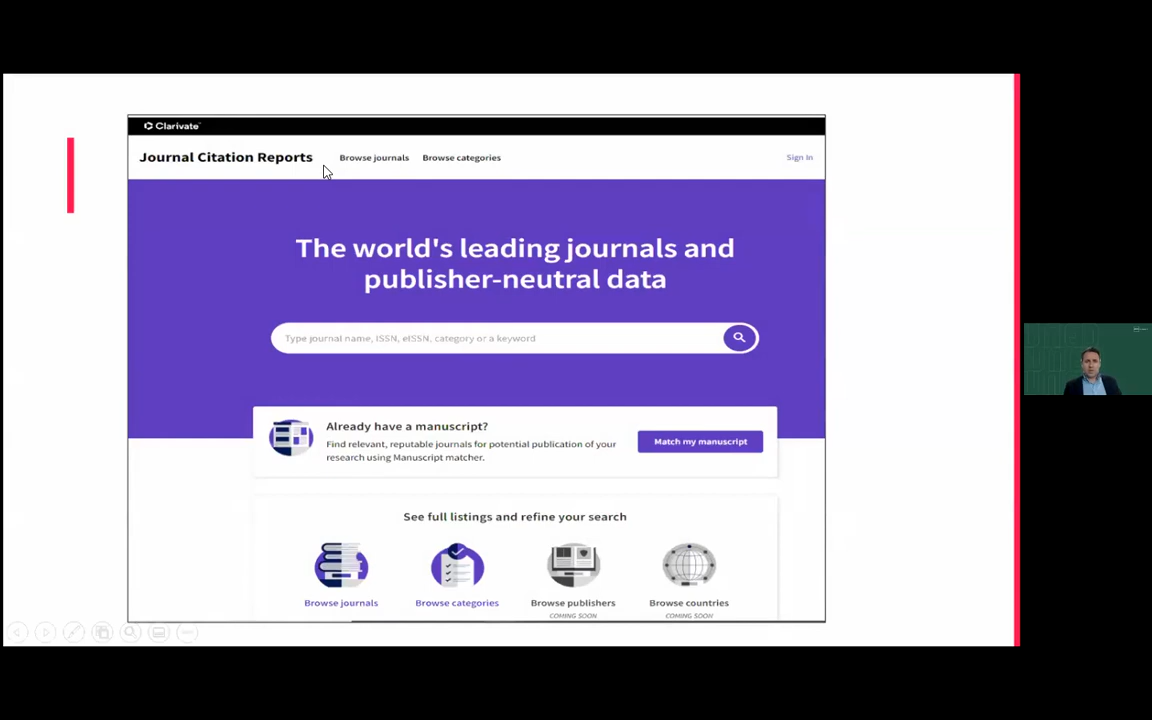 Clarivate
Journal Citation Reports
Browse journals
Browse categories
Sign In
The world's leading journals and
publisher-neutral data
Type journal name, ISSN, eISSN, category or a keyword
Already have a manuscript?
Find relevant, reputable journals for potential publication of your
research using Manuscript matcher.
Match my manuscript
See full listings and refine your search
Browse journals
Browse categories
Browse publishers
COMING SOON
Browse countries
COMING SOON